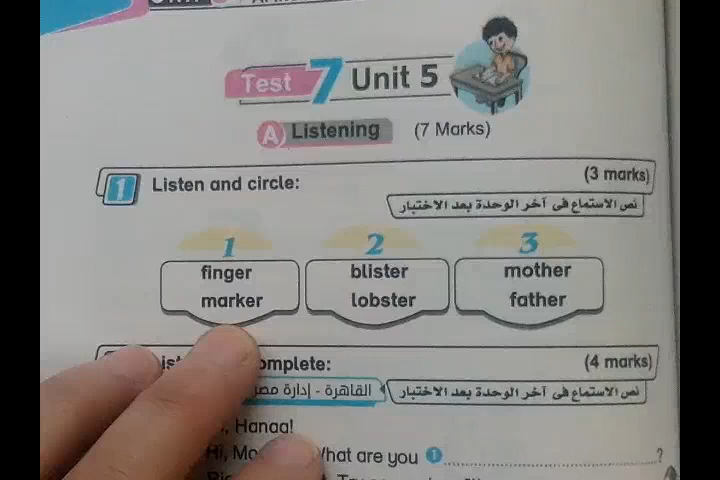 Test 7 Unit 5
A Listening (7 Marks)
1 Listen and circle: (3 marks)
نص الاستماع فى آخر الوحدة بعد الاختبار
1 2 3
finger blister mother
marker lobster father
omplete: (4 marks)
القاهرة - إدارة مصر نص الاستماع فى آخر الوحدة بعد الاختبار
, Hanaa!
Hi, What are you 1 ?